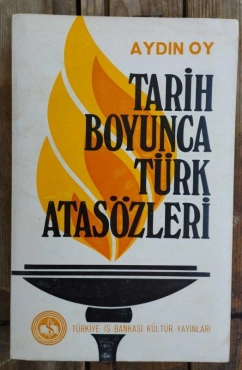 AYDIN OY
TARİH
BOYUNCA
TÜRK
ATASÖZLERİ
TÜRKİYE İŞ BANKASI KÜLTÜR YAYINLARI